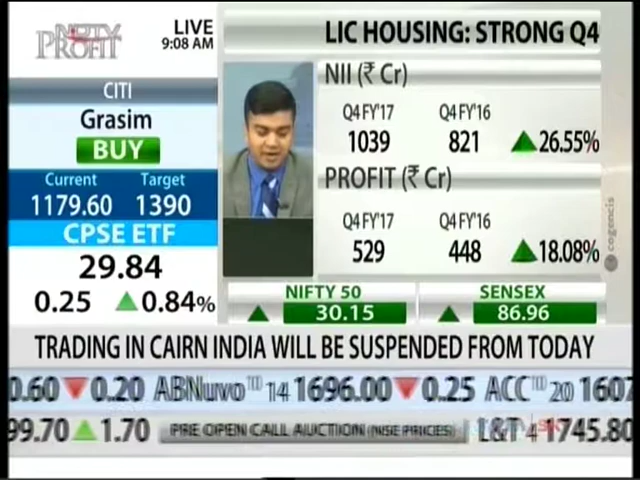 NDTV
PROFIT
LIVE
9:08 AM
CITI
Grasim
BUY
Current Target
1179.60 1390
CPSE ETF
29.84
0.25 ▲0.84%
LIC HOUSING: STRONG Q4
NII (₹ Cr)
Q4 FY'17 Q4 FY'16
1039 821 ▲26.55%
PROFIT (₹ Cr)
Q4 FY'17 Q4 FY'16
529 448 ▲18.08%
cogencis
NIFTY 50 SENSEX
▲ 30.15 ▲ 86.96
TRADING IN CAIRN INDIA WILL BE SUSPENDED FROM TODAY
0.60▼0.20 ABNuvo 14 1696.00▼0.25 ACC 20 1607
99.70▲1.70 PRE OPEN CALL AUCTION (NSE PRICES) L&T 4 1745.80